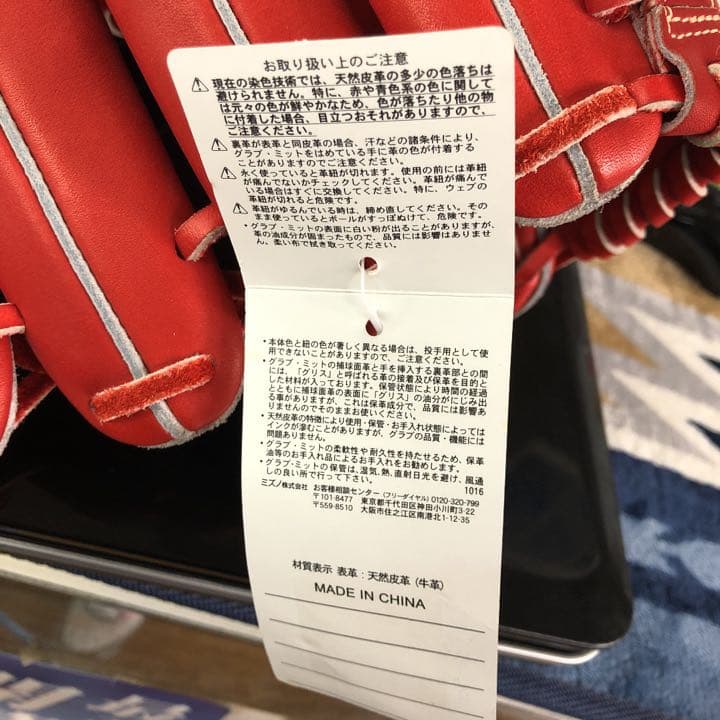 お取り扱い上のご注意
⚠現在の染色技術では、天然皮革の多少の色落ちは
避けられません。特に、赤や青色系の色に関して
は元々の色が鮮やかなため、色が落ちたり他の物
に付着した場合、目立つおそれがありますので、
ご注意ください。
⚠裏革が表革と同皮革の場合、汗などの諸条件により、
グラブ・ミットをはめている手に革の色が付着する
ことがありますのでご注意ください。
⚠永く使っていると革紐が切れます。使用の前には革紐
が痛んでないかチェックしてください。革紐が痛んで
いる場合はすぐに交換してください。特に、ウェブの
革紐が切れると危険です。
⚠革紐がゆるんでいる時は、締め直してください。その
まま使っているとボールがすっぽぬけて、危険です。
・グラブ・ミットの表面に白い粉が出ることがありますが、
革の油成分が固まったもので、品質には影響はありませ
ん。柔い布で拭き取ってください。
・本体色と紐の色が著しく異なる場合は、投手用として使
用できないことがありますので、ご注意ください。
・グラブ・ミットの捕球面革と手を挿入する裏革部との間
には、「グリス」と呼ばれる革の接着及び保革を目的と
した材料が入っております。保管状態により時間の経過
とともに捕球面革の表面に「グリス」の油分がにじみ出
る事がありますが、これは保革成分で、品質には影響あ
りませんのでそのままお使いください。
・天然皮革の特徴により使用・保管・お手入れ状態によっては
インクが滲むことがありますが、グラブの品質・機能には
問題ありません。
・グラブ・ミットの柔軟性や耐久性を持たせるため、保革
油等のお手入れ品によるお手入れをお勧めします。
・グラブ・ミットの保管は、湿気、熱、直射日光を避け、風通
しの良い所で行って下さい。 1016
ミズノ株式会社 お客様相談センター (フリーダイヤル) 0120-320-799
〒101-8477 東京都千代田区神田小川町3-22
〒559-8510 大阪市住之江区南港北1-12-35
材質表示 表革：天然皮革 (牛革)
MADE IN CHINA